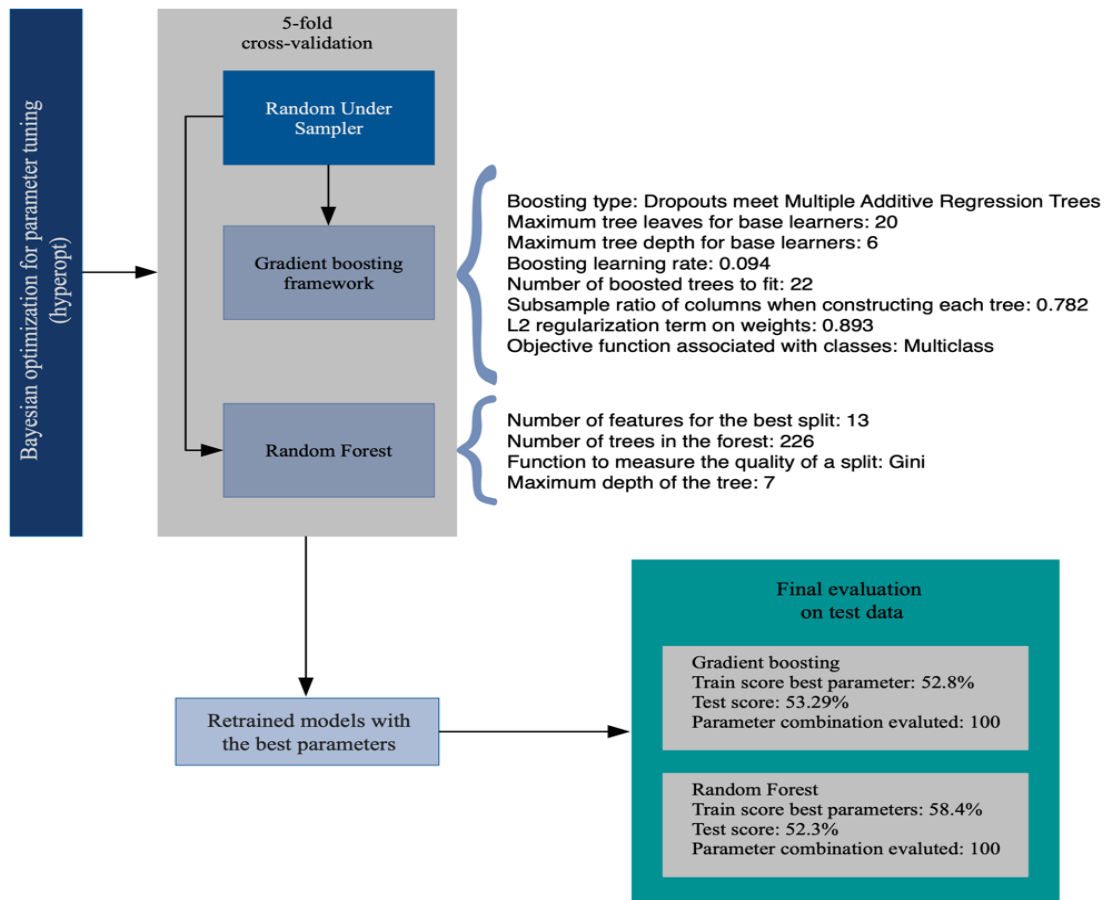 Bayesian optimization for parameter tuning
(hyperopt)
5-fold
cross-validation
Random Under
Sampler
Gradient boosting
framework
Boosting type: Dropouts meet Multiple Additive Regression Trees
Maximum tree leaves for base learners: 20
Maximum tree depth for base learners: 6
Boosting learning rate: 0.094
Number of boosted trees to fit: 22
Subsample ratio of columns when constructing each tree: 0.782
L2 regularization term on weights: 0.893
Objective function associated with classes: Multiclass
Random Forest
Number of features for the best split: 13
Number of trees in the forest: 226
Function to measure the quality of a split: Gini
Maximum depth of the tree: 7
Retrained models with
the best parameters
Final evaluation
on test data
Gradient boosting
Train score best parameter: 52.8%
Test score: 53.29%
Parameter combination evaluted: 100
Random Forest
Train score best parameters: 58.4%
Test score: 52.3%
Parameter combination evaluted: 100